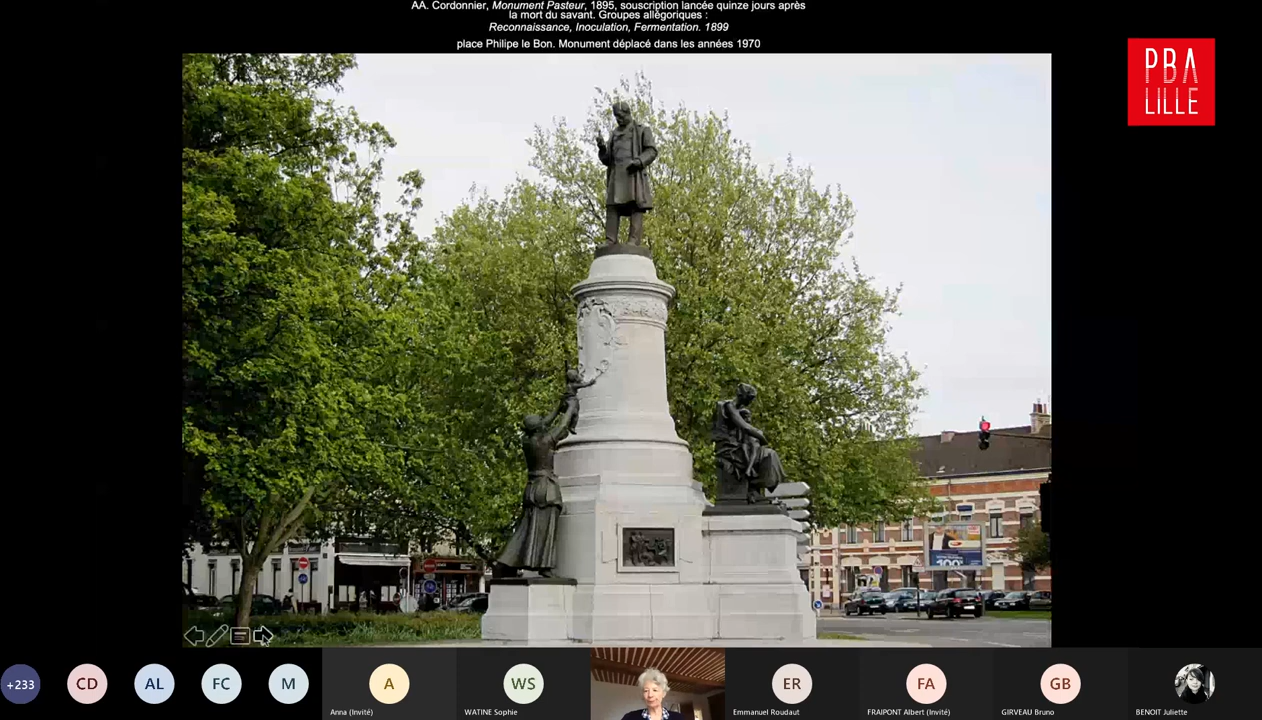 AA. Cordonnier, Monument Pasteur, 1895, souscription lancée quinze jours après
la mort du savant. Groupes allégoriques :
Reconnaissance, Inoculation, Fermentation. 1899
place Philipe le Bon. Monument déplacé dans les années 1970
PBA
LILLE
100
+233
CD
AL
FC
M
A
WS
ER
FA
GB
Anna (Invité)
WATINE Sophie
Emmanuel Roudaut
FRAIPONT Albert (Invité)
GIRVEAU Bruno
BENOIT Juliette